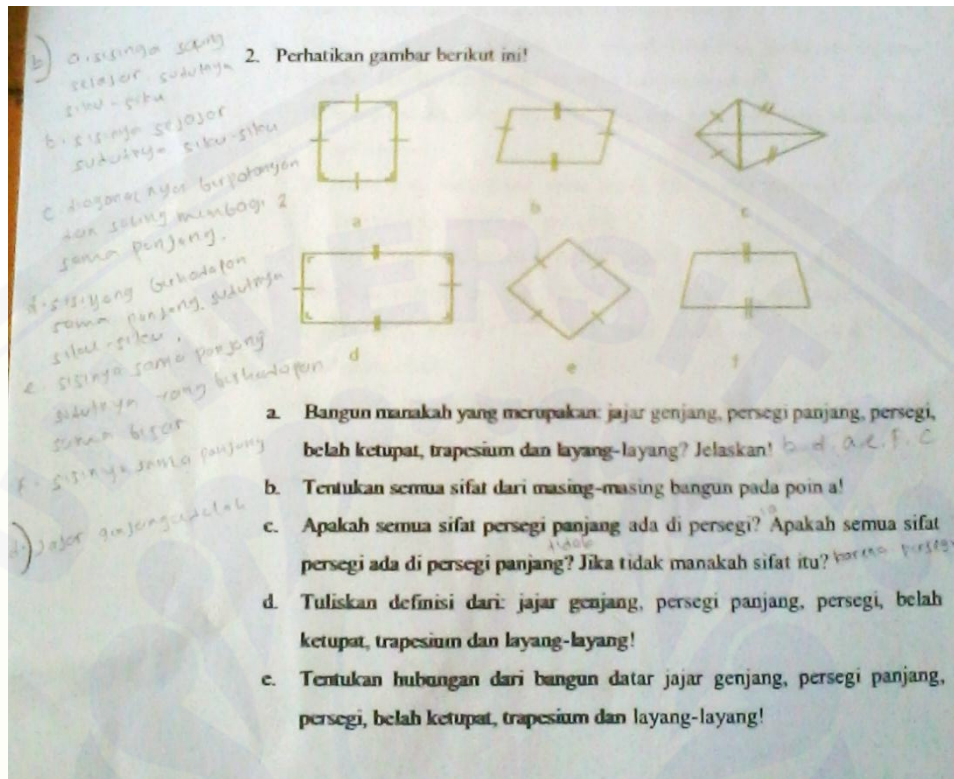 2. Perhatikan gambar berikut ini!
a
b
c
d
e
f
a. Bangun manakah yang merupakan: jajar genjang, persegi panjang, persegi,
belah ketupat, trapesium dan layang-layang? Jelaskan! b. d. a. e. f. c
b. Tentukan semua sifat dari masing-masing bangun pada poin a!
c. Apakah semua sifat persegi panjang ada di persegi? Apakah semua sifat
ya
persegi ada di persegi panjang? Jika tidak manakah sifat itu? karena
tidak
d. Tuliskan definisi dari: jajar genjang, persegi panjang, persegi, belah
ketupat, trapesium dan layang-layang!
e. Tentukan hubungan dari bangun datar jajar genjang, persegi panjang,
persegi, belah ketupat, trapesium dan layang-layang!
b) a. sisinya saling
sejajar sudutnya
siku-siku
b. sisinya sejajar
sudutnya siku-siku
c diagonalnya berpotongan
dan saling membagi 2
sama panjang.
d. sisi yang berhadapan
sama panjang, sudutnya
siku-siku.
e. sisinya sama panjang
sudutnya yang berhadapan
sama besar
f. sisinya sama panjang
d.) jajar genjang adalah
UNIVERSIT